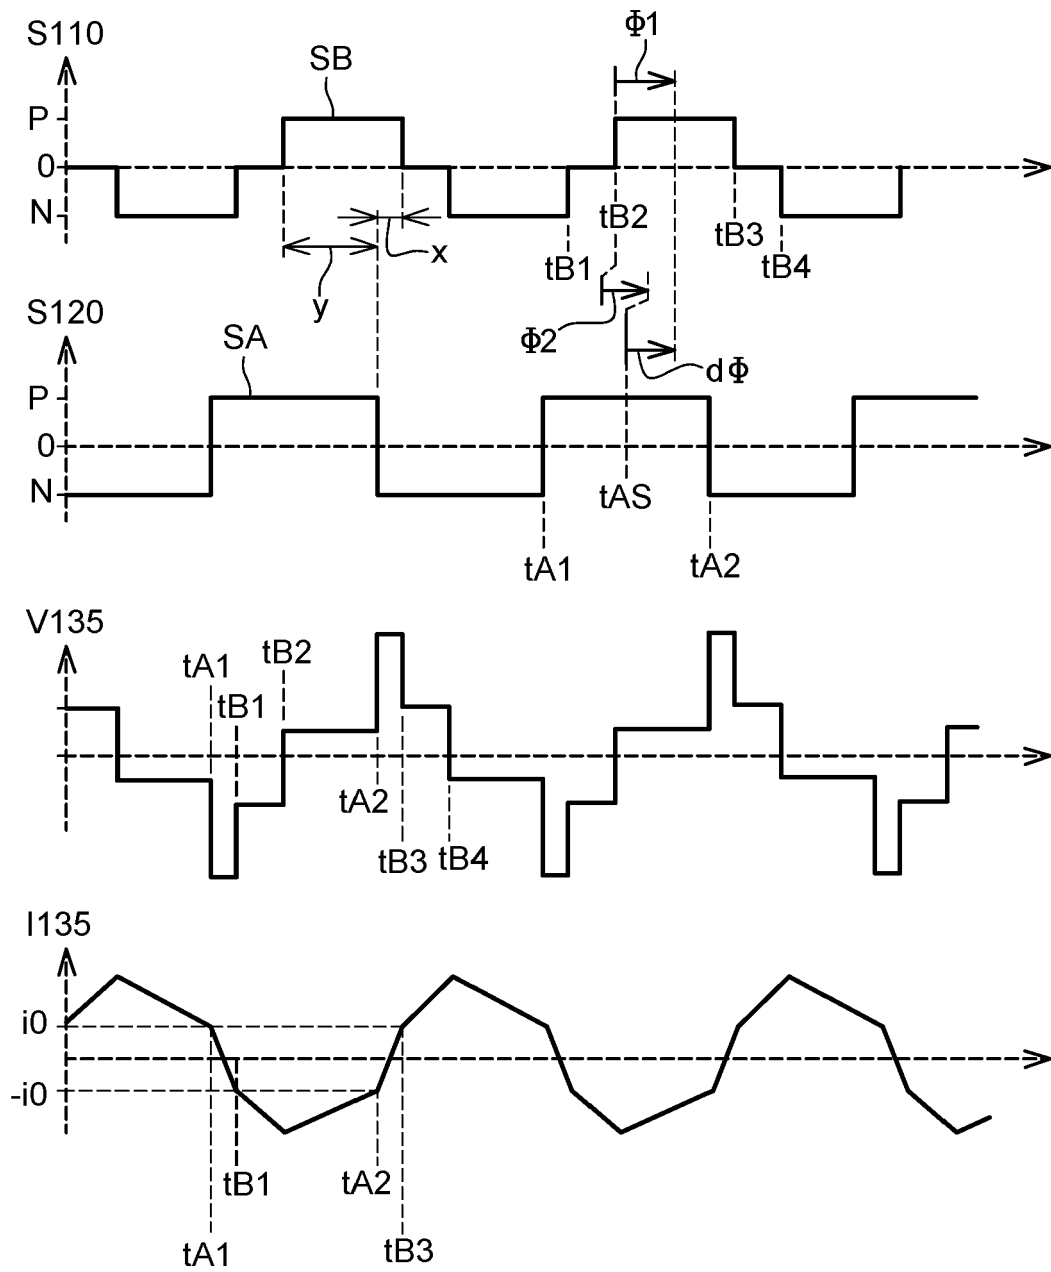 S110
Φ1
SB
P
0
N
tB2
tB3
x
tB1
tB4
y
S120
Φ2
SA
dΦ
P
0
N
tAS
tA1
tA2
V135
tB2
tA1
tB1
tA2
tB3
tB4
I135
i0
-i0
tB1
tA2
tA1
tB3